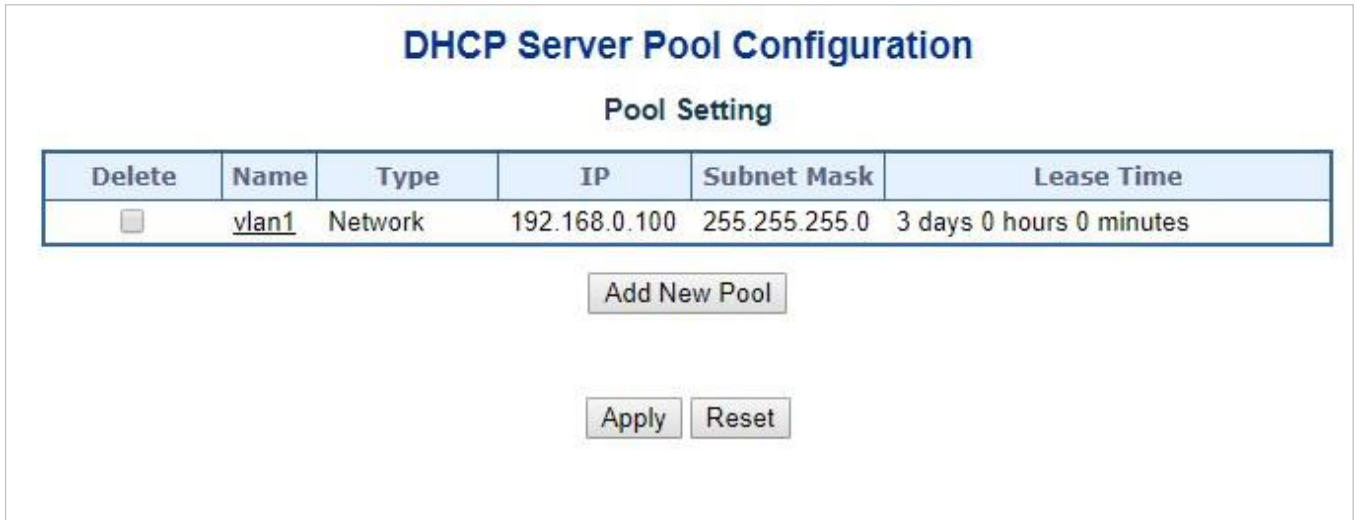 DHCP Server Pool Configuration
Pool Setting
Delete Name Type IP Subnet Mask Lease Time
vlan1 Network 192.168.0.100 255.255.255.0 3 days 0 hours 0 minutes
Add New Pool
Apply Reset